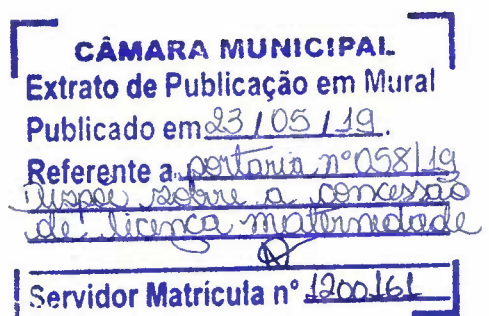 CÂMARA MUNICIPAL
Extrato de Publicação em Mural
Publicado em 23/05/19.
Referente a portaria nº058/19
Dispõe sobre a concessão
de licença maternidade
Servidor Matrícula nº 1200161